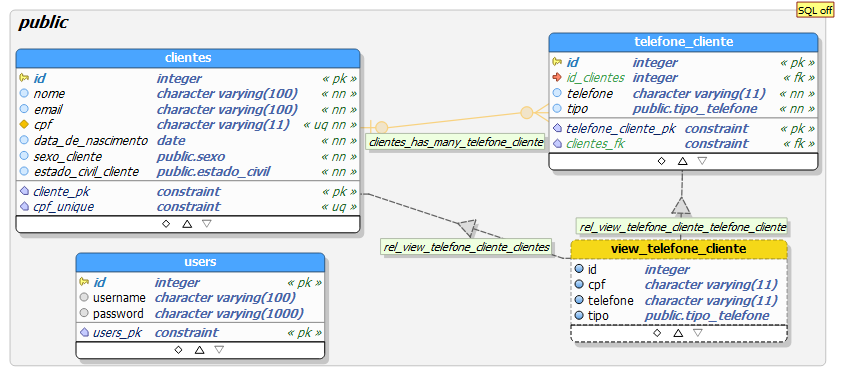 SQL off
public
clientes
id integer « pk »
nome character varying(100) « nn »
email character varying(100) « nn »
cpf character varying(11) « uq nn »
data_de_nascimento date « nn »
sexo_cliente public.sexo « nn »
estado_civil_cliente public.estado_civil « nn »
cliente_pk constraint « pk »
cpf_unique constraint « uq »
telefone_cliente
id integer « pk »
id_clientes integer « fk »
telefone character varying(11) « nn »
tipo public.tipo_telefone « nn »
telefone_cliente_pk constraint « pk »
clientes_fk constraint « fk »
clientes_has_many_telefone_cliente
rel_view_telefone_cliente_telefone_cliente
rel_view_telefone_cliente_clientes
users
id integer « pk »
username character varying(100)
password character varying(1000)
users_pk constraint « pk »
view_telefone_cliente
id integer
cpf character varying(11)
telefone character varying(11)
tipo public.tipo_telefone